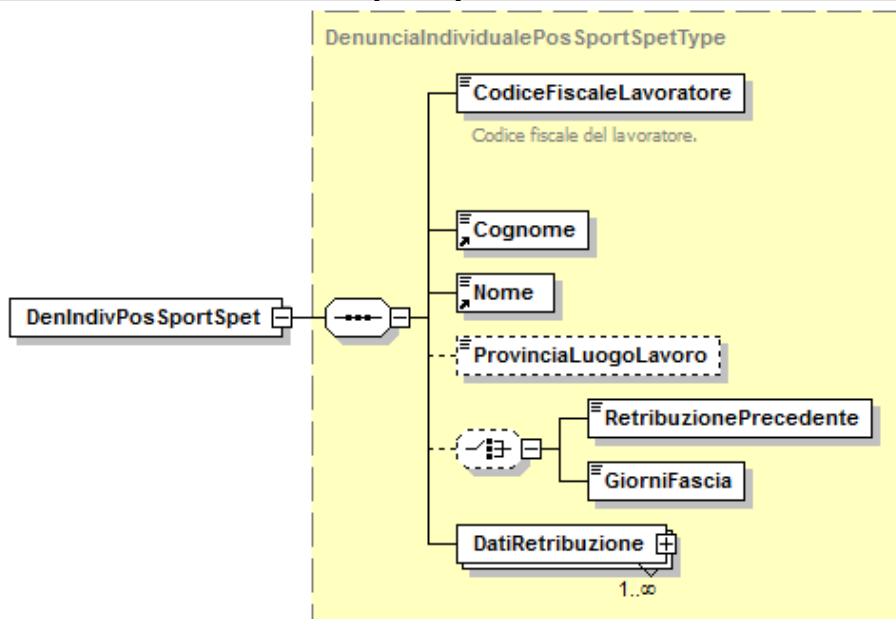 DenunciaIndividualePosSportSpetType
CodiceFiscaleLavoratore
Codice fiscale del lavoratore.
Cognome
Nome
DenIndivPosSportSpet
ProvinciaLuogoLavoro
RetribuzionePrecedente
GiorniFascia
DatiRetribuzione
1..∞